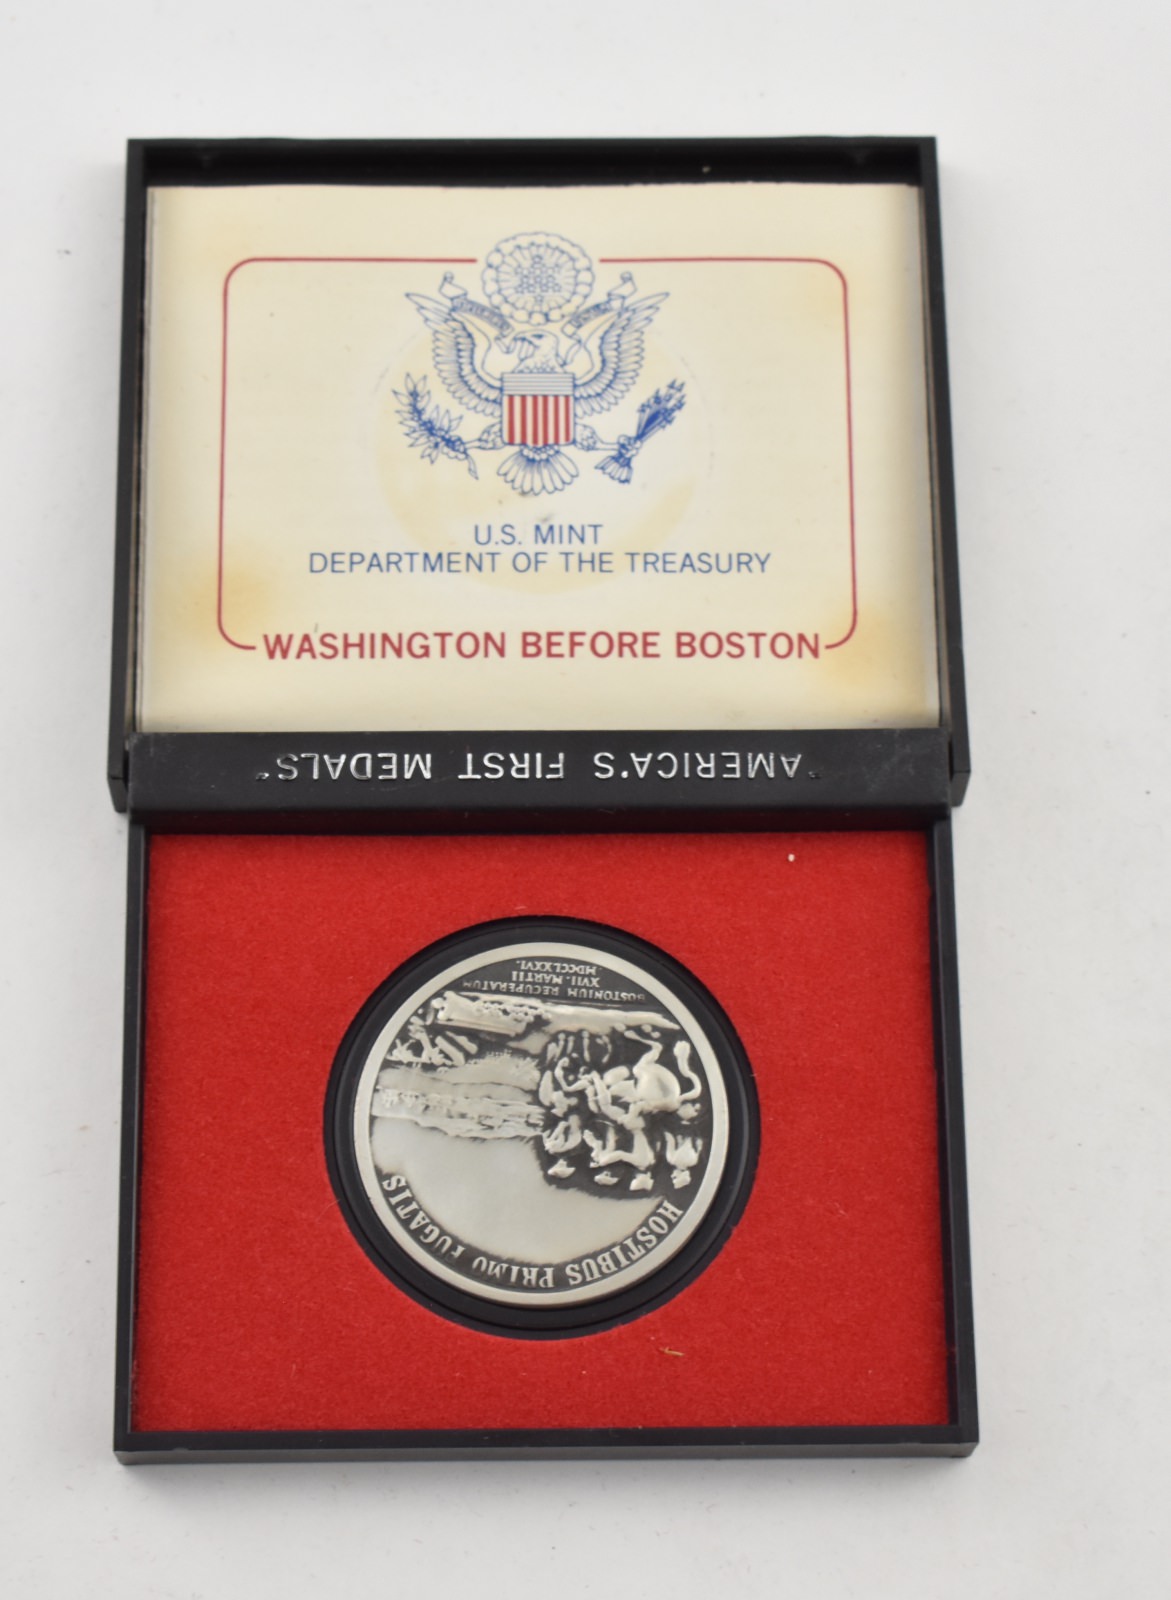 U.S. MINT
DEPARTMENT OF THE TREASURY
WASHINGTON BEFORE BOSTON
"AMERICA'S FIRST MEDALS"
HOSTIBUS PRIMO FUGATIS
BOSTONIUM RECUPERATUM
XVII. MARTII
MDCCLXXVI.